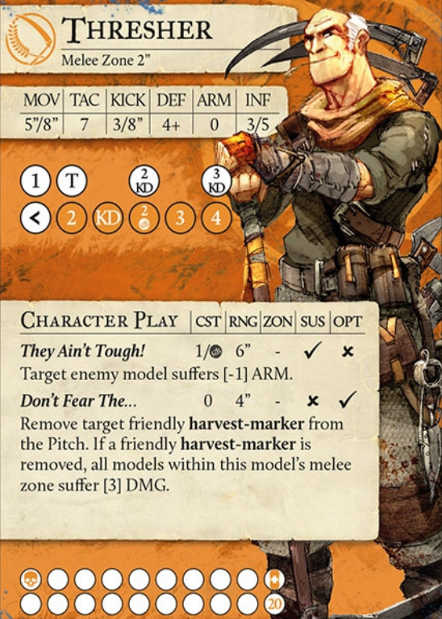 THRESHER
Melee Zone 2"
MOV TAC KICK DEF ARM INF
5"/8" 7 3/8" 4+ 0 3/5
1 T 2 KD 3 KD
< 2 KD 2 3 4
CHARACTER PLAY CST RNG ZON SUS OPT
They Ain't Tough! 1/ 6" - ✓ ×
Target enemy model suffers [-1] ARM.
Don't Fear The... 0 4" - × ✓
Remove target friendly harvest-marker from
the Pitch. If a friendly harvest-marker is
removed, all models within this model's melee
zone suffer [3] DMG.
20